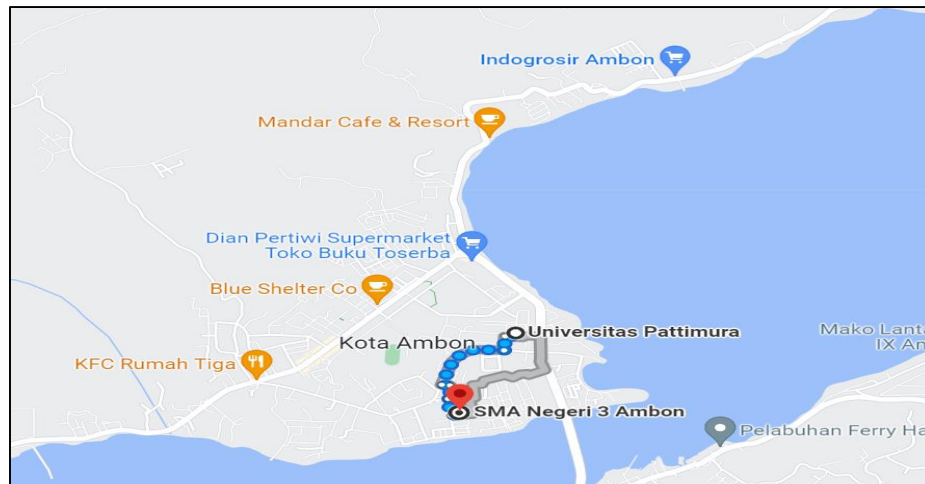 Indogrosir Ambon
Mandar Cafe & Resort
Dian Pertiwi Supermarket
Toko Buku Toserba
Blue Shelter Co
Universitas Pattimura
Mako Lanta
IX An
Kota Ambon
KFC Rumah Tiga
SMA Negeri 3 Ambon
Pelabuhan Ferry Ha